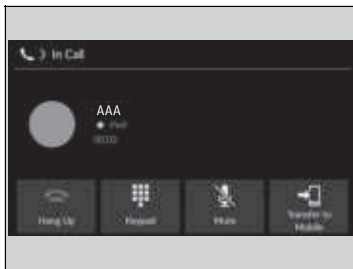 In Call
AAA
Hang Up
Keypad
Mute
Transfer to
Mobile